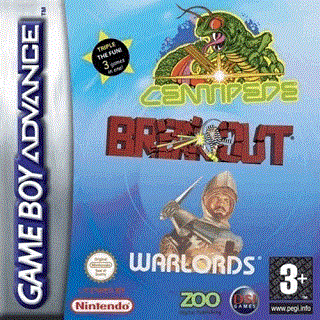 GAME BOY ADVANCE
TRIPLE
THE FUN!
3 games
in one!
CENTIPEDE
BREAKOUT
WARLORDS
Nintendo
ZOO
GAMES
3+
www.pegi.info